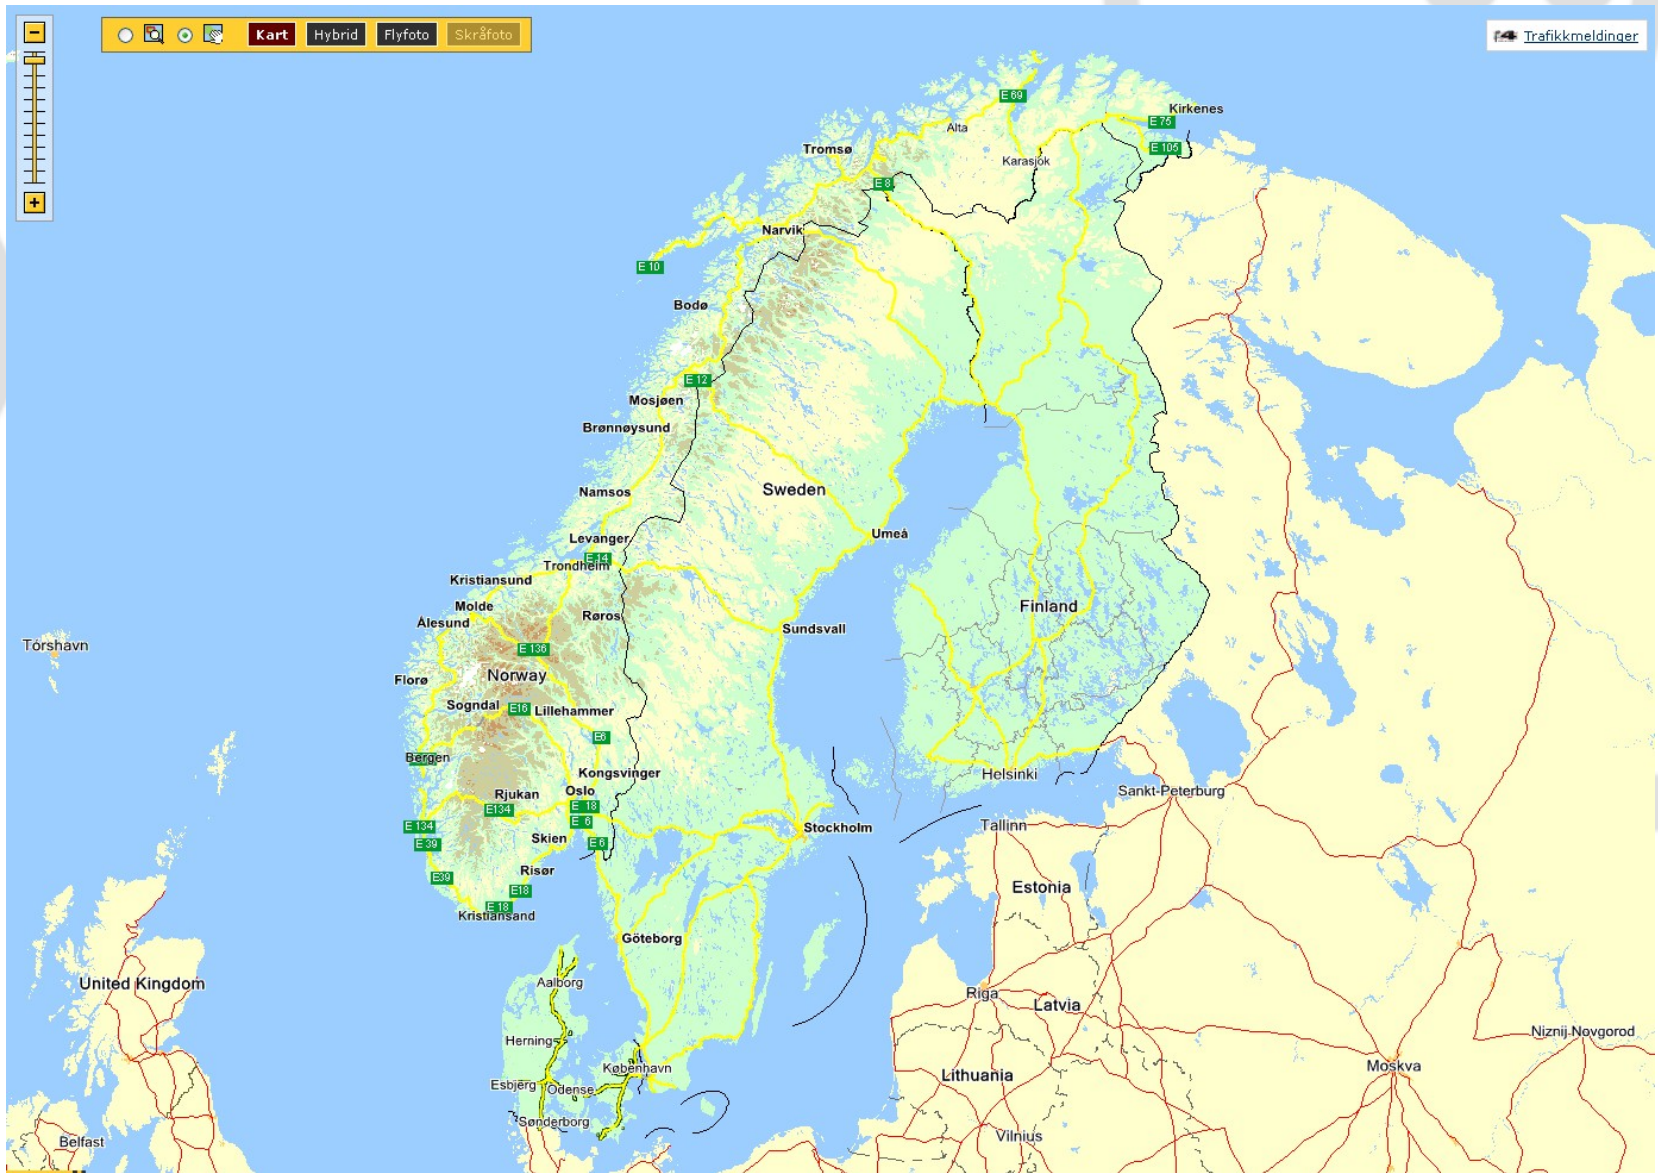 −
Kart Hybrid Flyfoto Skråfoto
Trafikkmeldinger
+
E 69
Kirkenes
E 75
Alta
E 105
Tromsø
Karasjok
E 8
Narvik
E 10
Bodø
E 12
Mosjøen
Brønnøysund
Sweden
Namsos
Umeå
Levanger
E 14
Trondheim
Kristiansund
Molde
Finland
Røros
Ålesund
Sundsvall
Tórshavn
E 136
Norway
Florø
Sogndal
E16
Lillehammer
E6
Bergen
Kongsvinger
Helsinki
Oslo
Sankt-Peterburg
Rjukan
E134
E 18
E 6
E 134
Tallinn
Stockholm
Skien
E 6
E 39
Risør
E39
E18
Estonia
E 18
Kristiansand
Göteborg
Aalborg
United Kingdom
Riga
Latvia
Niznij Novgorod
Herning
København
Moskva
Lithuania
Esbjerg
Odense
Sønderborg
Vilnius
Belfast